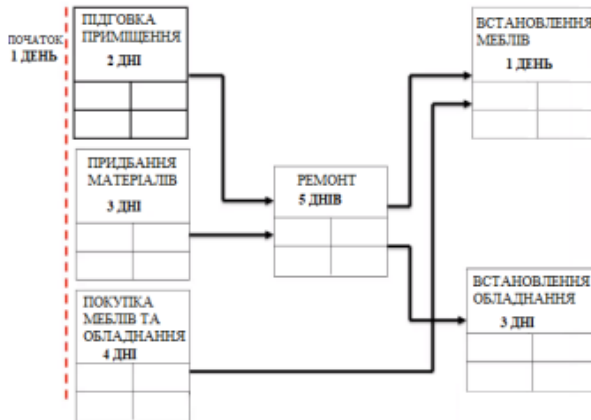 ПОЧАТОК
1 ДЕНЬ
ПІДГОВКА
ПРИМІЩЕННЯ
2 ДНІ
ПРИДБАННЯ
МАТЕРІАЛІВ
3 ДНІ
ПОКУПКА
МЕБЛІВ ТА
ОБЛАДНАННЯ
4 ДНІ
РЕМОНТ
5 ДНІВ
ВСТАНОВЛЕННЯ
МЕБЛІВ
1 ДЕНЬ
ВСТАНОВЛЕННЯ
ОБЛАДНАННЯ
3 ДНІ